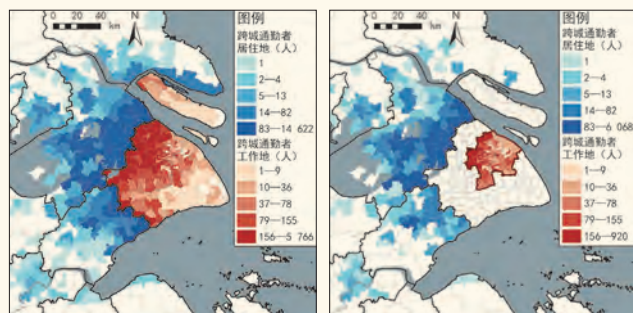 0 20 40
km
N
图例
跨城通勤者
居住地（人）
1
2—4
5—13
14—82
83—14 622
跨城通勤者
工作地（人）
1—9
10—36
37—78
79—155
156—5 766
0 20 40
km
N
图例
跨城通勤者
居住地（人）
1
2—4
5—13
14—82
83—6 068
跨城通勤者
工作地（人）
1—9
10—36
37—78
79—155
156—920